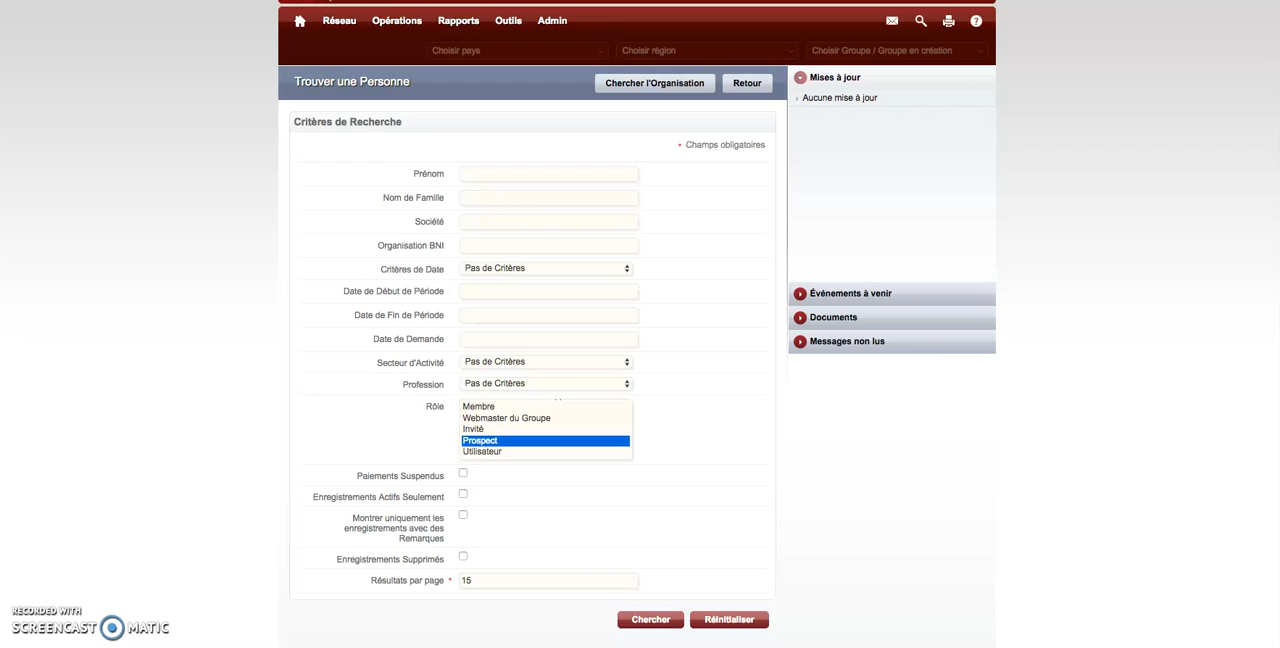 Réseau Opérations Rapports Outils Admin
Choisir pays Choisir région Choisir Groupe / Groupe en création
Trouver une Personne
Chercher l'Organisation Retour
Mises à jour
Aucune mise à jour
Critères de Recherche
• Champs obligatoires
Prénom
Nom de Famille
Société
Organisation BNI
Critères de Date Pas de Critères
Date de Début de Période
Date de Fin de Période
Date de Demande
Secteur d'Activité Pas de Critères
Profession Pas de Critères
Rôle Membre
Webmaster du Groupe
Invité
Prospect
Utilisateur
Paiements Suspendus
Enregistrements Actifs Seulement
Montrer uniquement les
enregistrements avec des
Remarques
Enregistrements Supprimés
Résultats par page • 15
Chercher Réinitialiser
Événements à venir
Documents
Messages non lus
RECORDED WITH
SCREENCAST MATIC